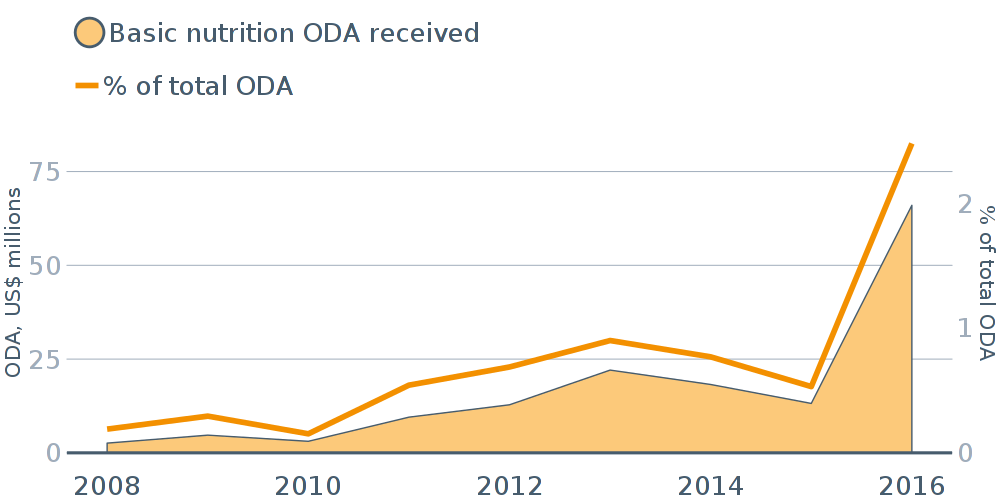 Basic nutrition ODA received
% of total ODA
75
50
25
0
ODA, US$ millions
2
1
0
% of total ODA
2008 2010 2012 2014 2016